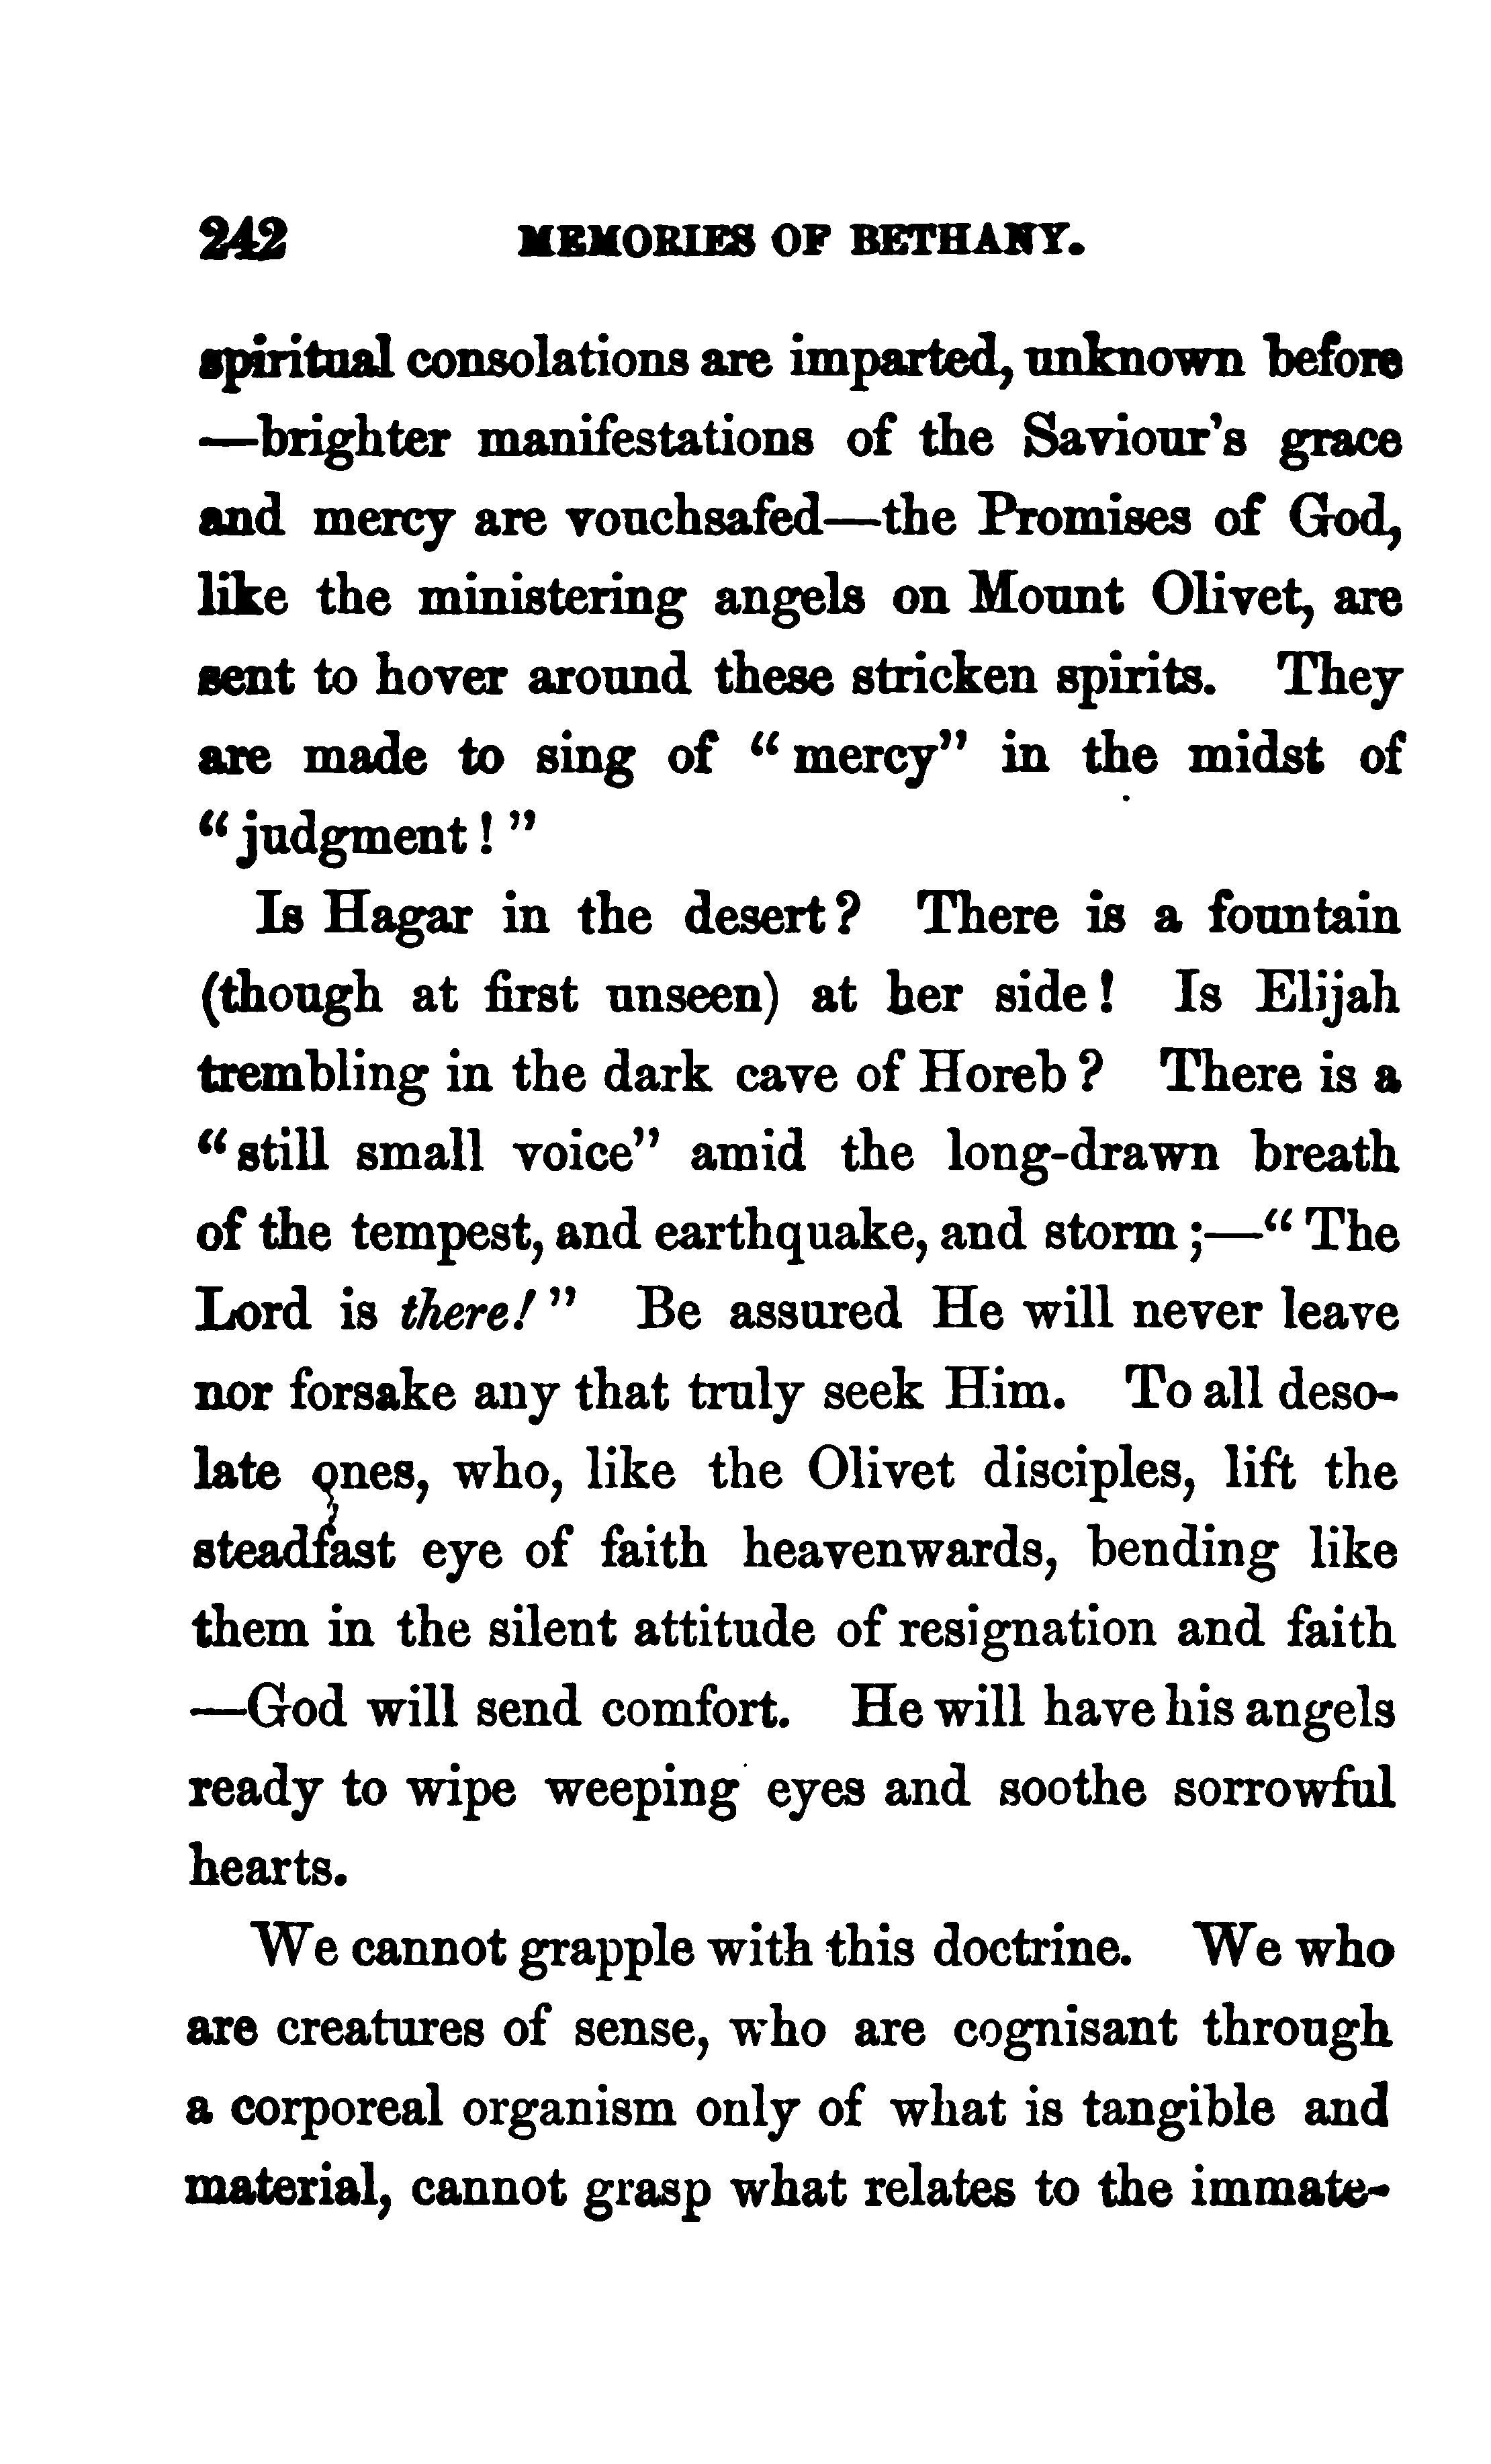 242 MEMORIES OF BETHANY.
spiritual consolations are imparted, unknown before
—brighter manifestations of the Saviour's grace
and mercy are vouchsafed—the Promises of God,
like the ministering angels on Mount Olivet, are
sent to hover around these stricken spirits. They
are made to sing of "mercy" in the midst of
"judgment!"
Is Hagar in the desert? There is a fountain
(though at first unseen) at her side! Is Elijah
trembling in the dark cave of Horeb? There is a
"still small voice" amid the long-drawn breath
of the tempest, and earthquake, and storm;—"The
Lord is there!" Be assured He will never leave
nor forsake any that truly seek Him. To all deso-
late ones, who, like the Olivet disciples, lift the
steadfast eye of faith heavenwards, bending like
them in the silent attitude of resignation and faith
—God will send comfort. He will have his angels
ready to wipe weeping eyes and soothe sorrowful
hearts.
We cannot grapple with this doctrine. We who
are creatures of sense, who are cognisant through
a corporeal organism only of what is tangible and
material, cannot grasp what relates to the immate-